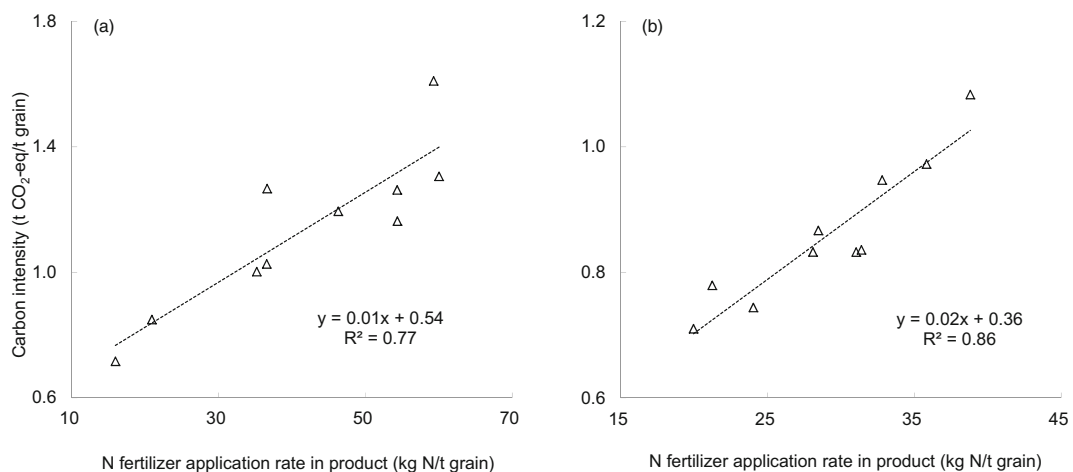 (a)
Carbon intensity (t CO₂-eq/t grain)
1.8
1.4
1.0
0.6
10
30
50
70
y = 0.01x + 0.54
R² = 0.77
N fertilizer application rate in product (kg N/t grain)
(b)
1.2
1.0
0.8
0.6
15
25
35
45
y = 0.02x + 0.36
R² = 0.86
N fertilizer application rate in product (kg N/t grain)